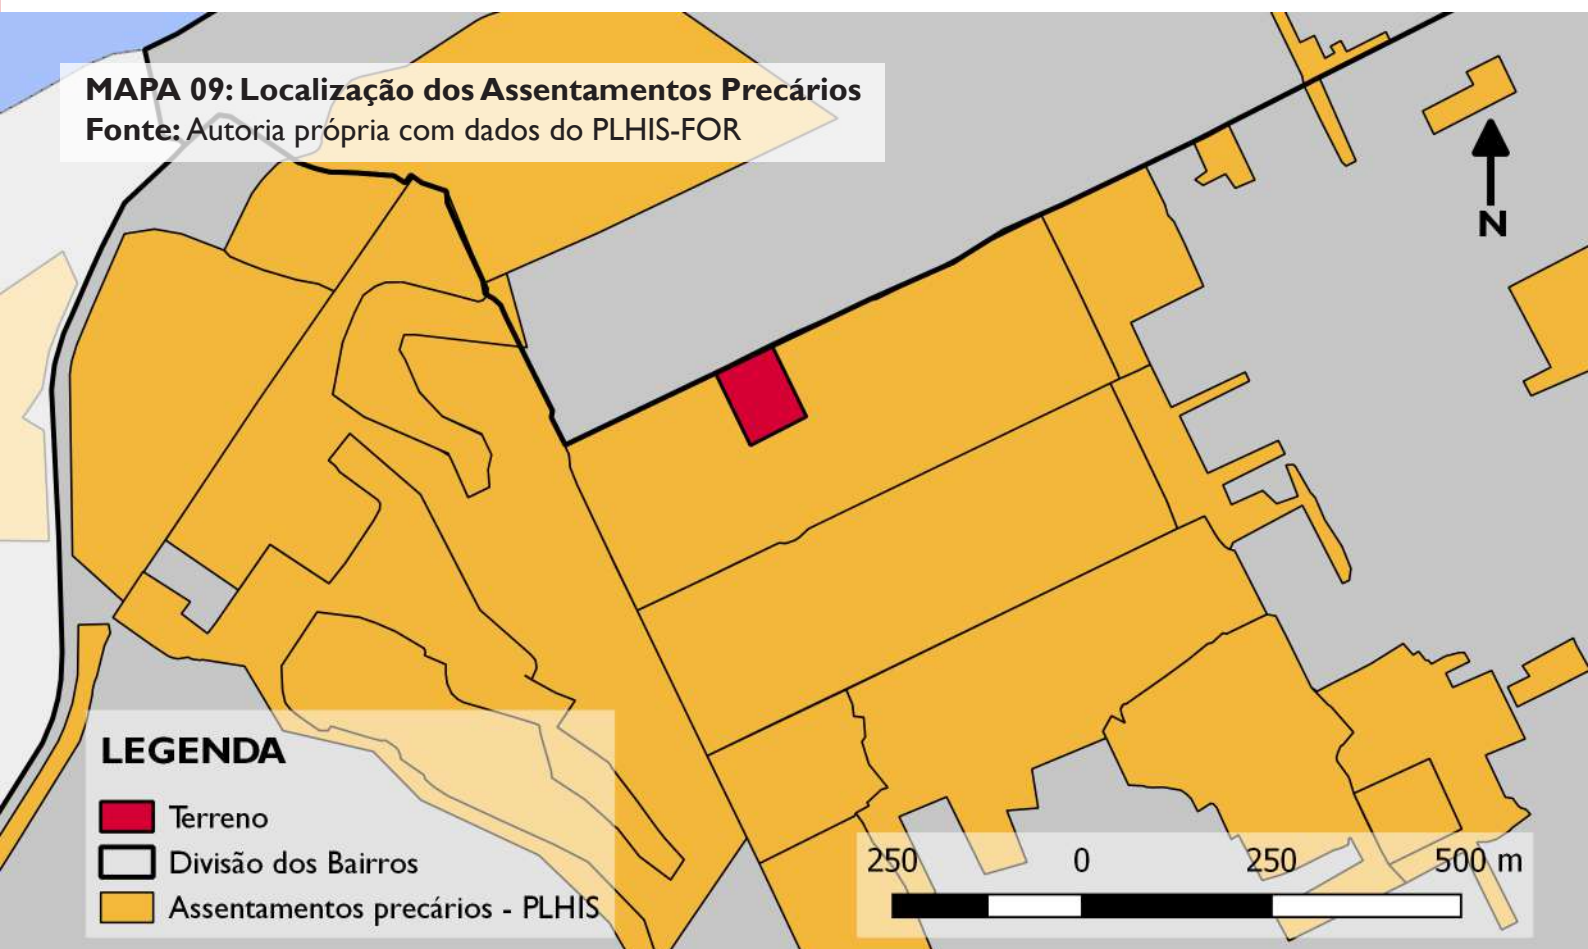 MAPA 09: Localização dos Assentamentos Precários
Fonte: Autoria própria com dados do PLHIS-FOR
N
LEGENDA
Terreno
Divisão dos Bairros
Assentamentos precários - PLHIS
250 0 250 500 m